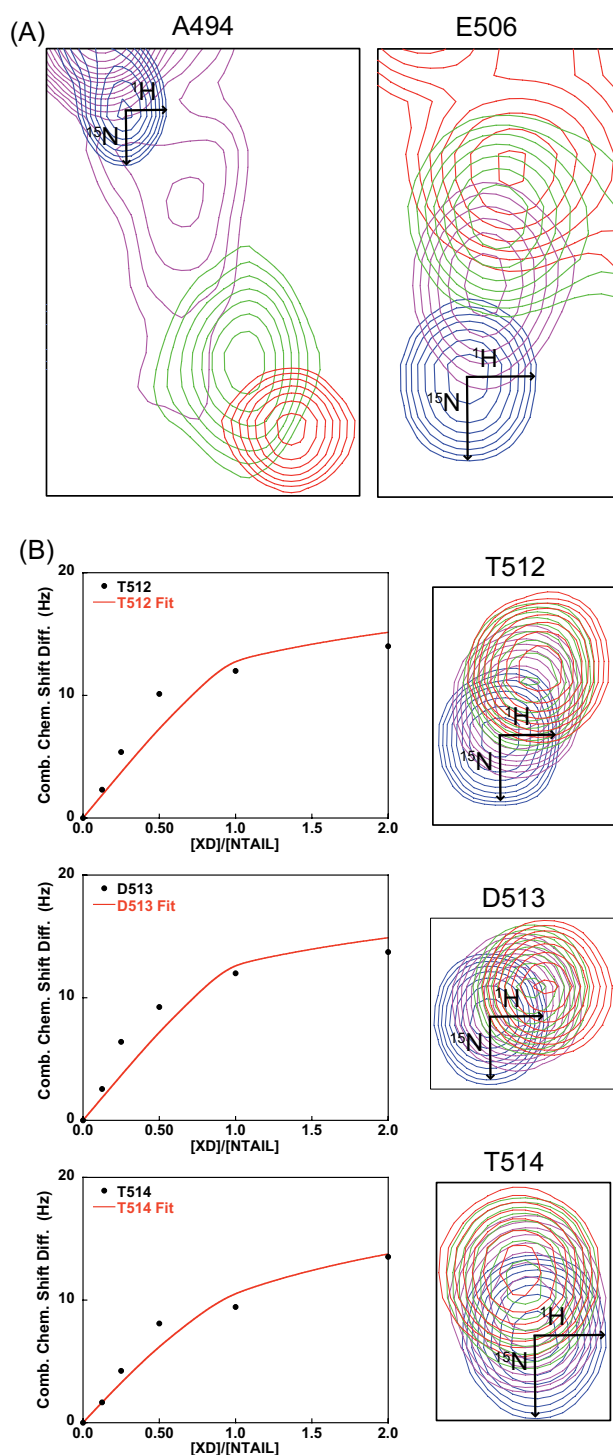 (A)
A494
E506
¹H
¹⁵N
¹H
¹⁵N
(B)
20
10
0
0.0
0.50
1.0
1.5
2.0
Comb. Chem. Shift Diff. (Hz)
[XD]/[NTAIL]
T512
T512 Fit
T512
¹H
¹⁵N
20
10
0
0.0
0.50
1.0
1.5
2.0
Comb. Chem. Shift Diff. (Hz)
[XD]/[NTAIL]
D513
D513 Fit
D513
¹H
¹⁵N
20
10
0
0.0
0.50
1.0
1.5
2.0
Comb. Chem. Shift Diff. (Hz)
[XD]/[NTAIL]
T514
T514 Fit
T514
¹H
¹⁵N